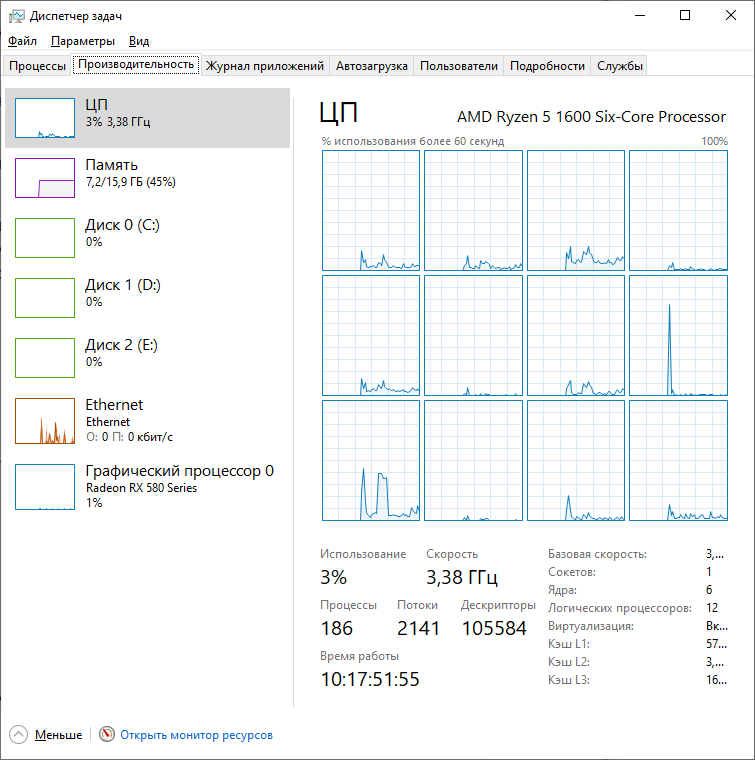 Диспетчер задач
Файл Параметры Вид
Процессы Производительность Журнал приложений Автозагрузка Пользователи Подробности Службы
ЦП
3% 3,38 ГГц
Память
7,2/15,9 ГБ (45%)
Диск 0 (C:)
0%
Диск 1 (D:)
0%
Диск 2 (E:)
0%
Ethernet
Ethernet
О: 0 П: 0 кбит/с
Графический процессор 0
Radeon RX 580 Series
1%
ЦП AMD Ryzen 5 1600 Six-Core Processor
% использования более 60 секунд 100%
Использование Скорость
3% 3,38 ГГц
Процессы Потоки Дескрипторы
186 2141 105584
Время работы
10:17:51:55
Базовая скорость: 3,...
Сокетов: 1
Ядра: 6
Логических процессоров: 12
Виртуализация: Вк...
Кэш L1: 57...
Кэш L2: 3,...
Кэш L3: 16...
Меньше Открыть монитор ресурсов